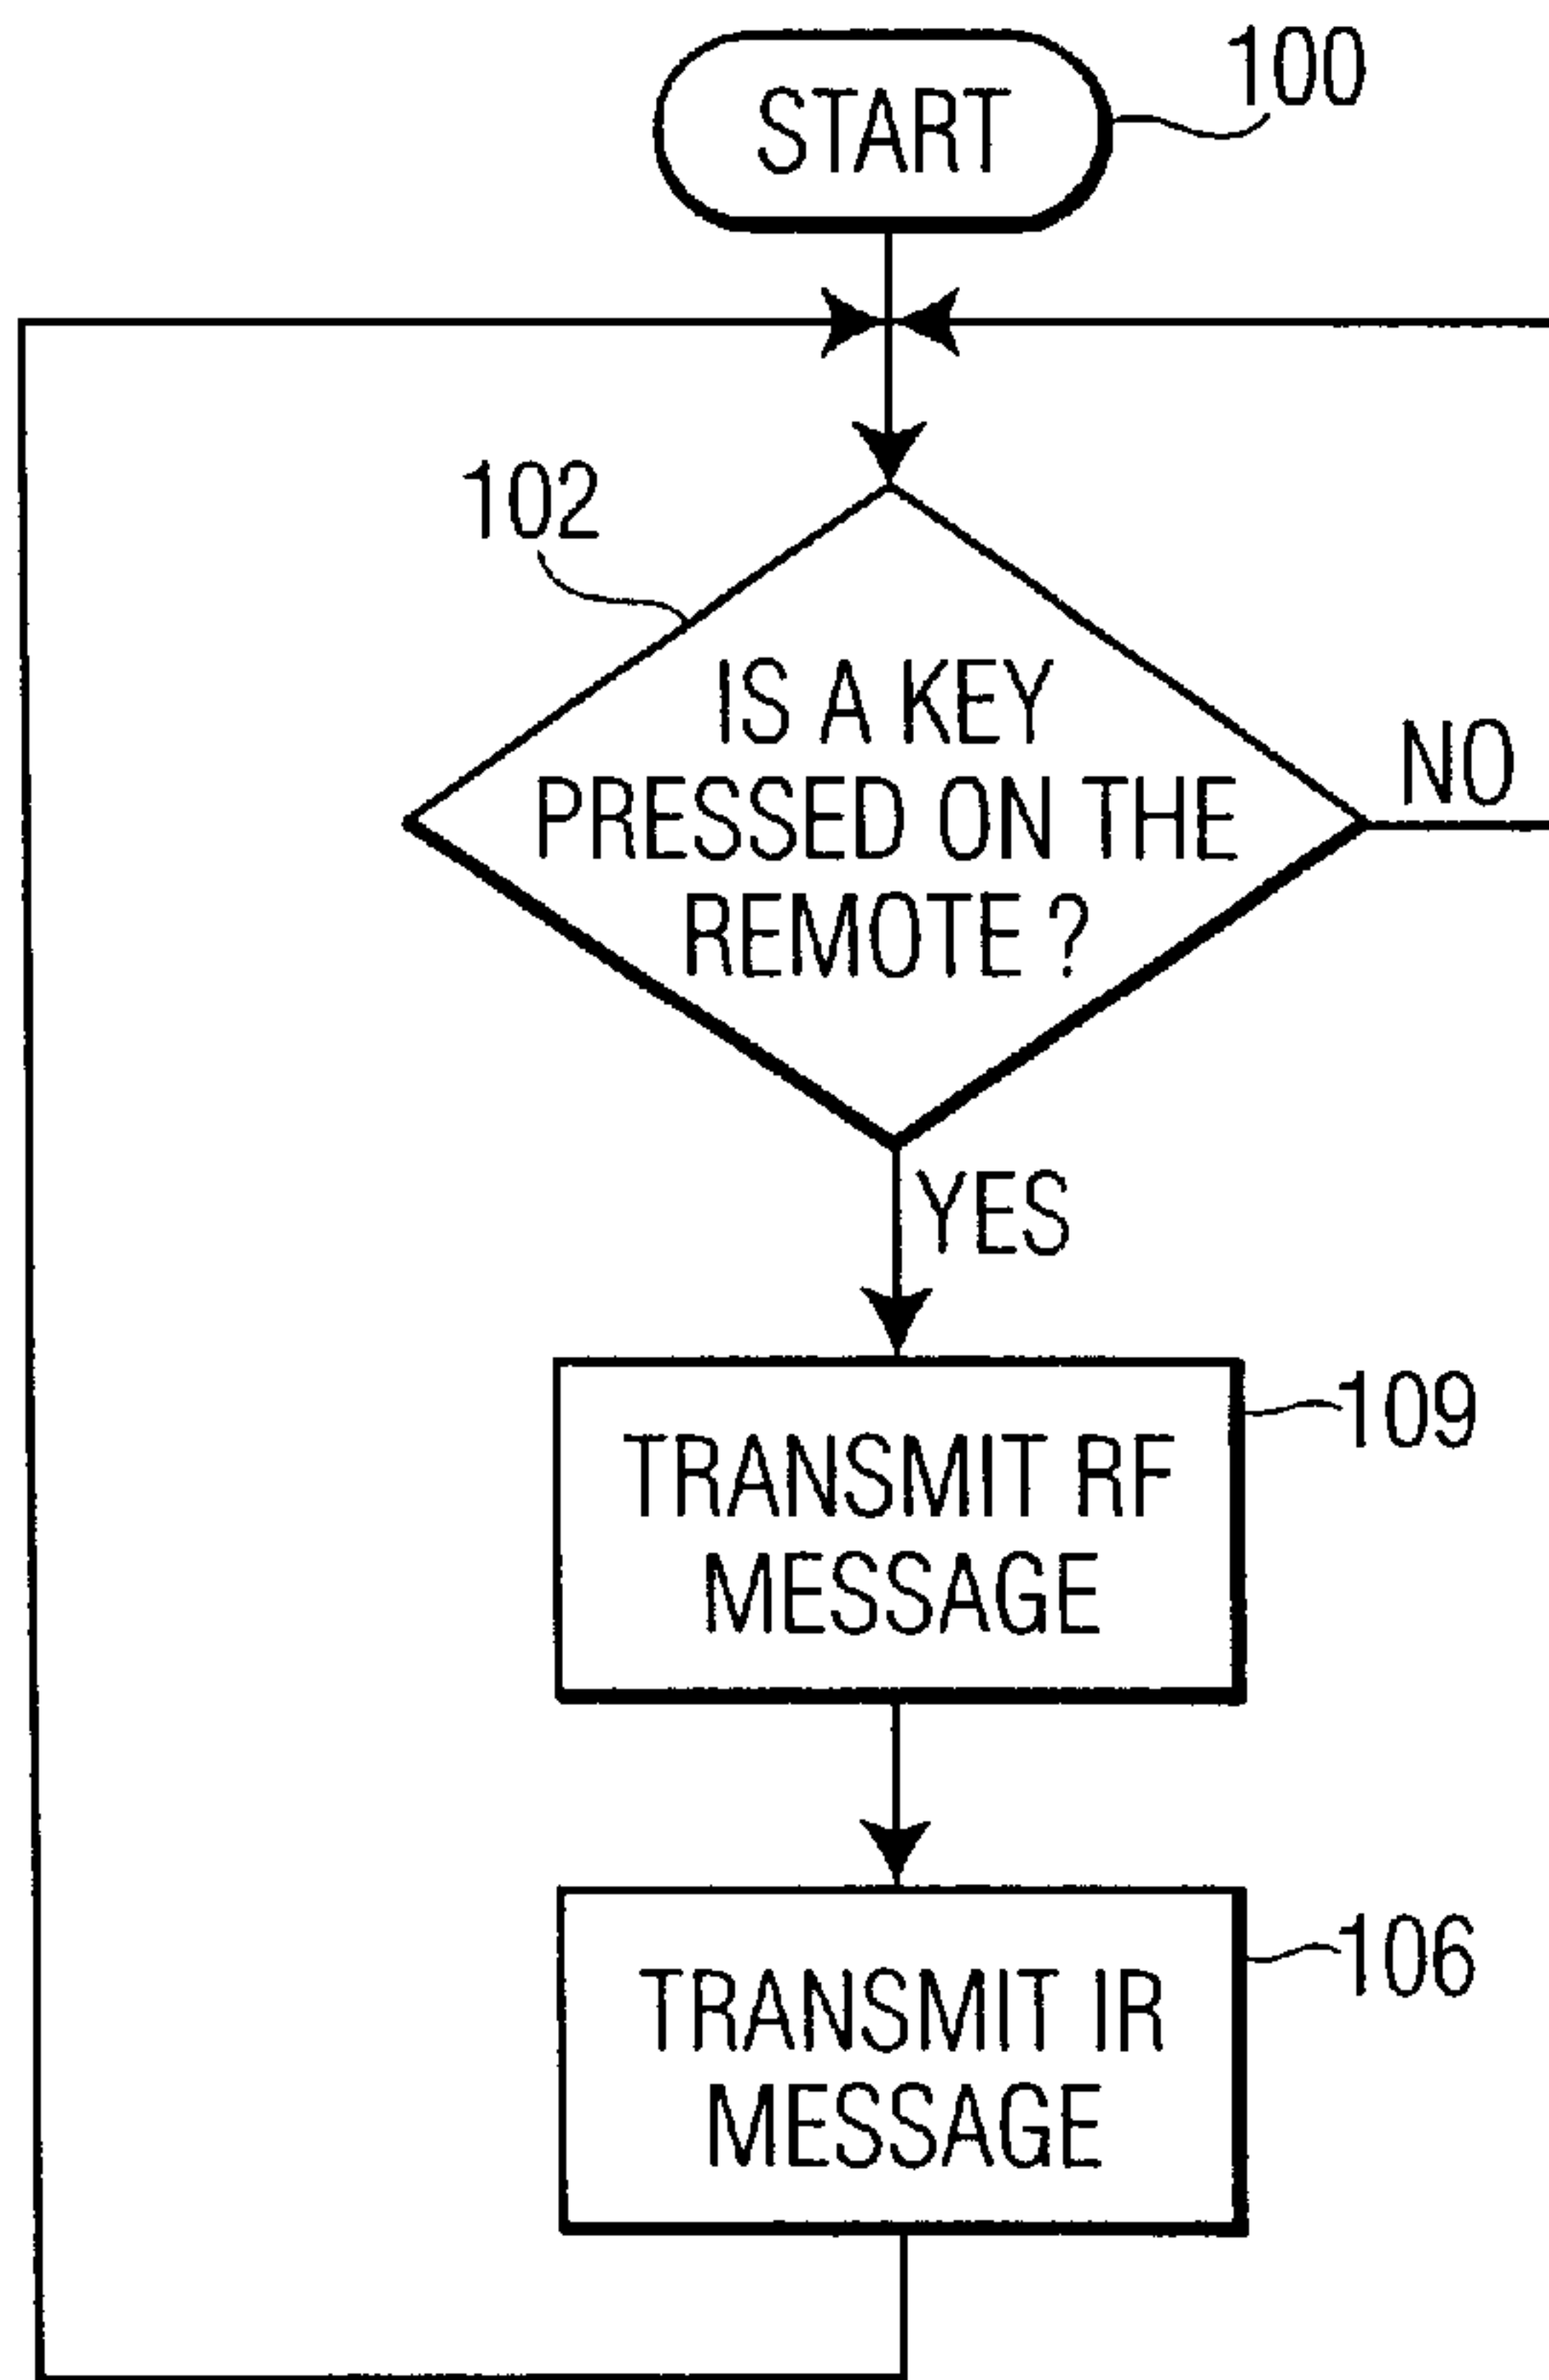 100
START
102
IS A KEY
PRESSED ON THE
REMOTE ?
NO
YES
109
TRANSMIT RF
MESSAGE
106
TRANSMIT IR
MESSAGE